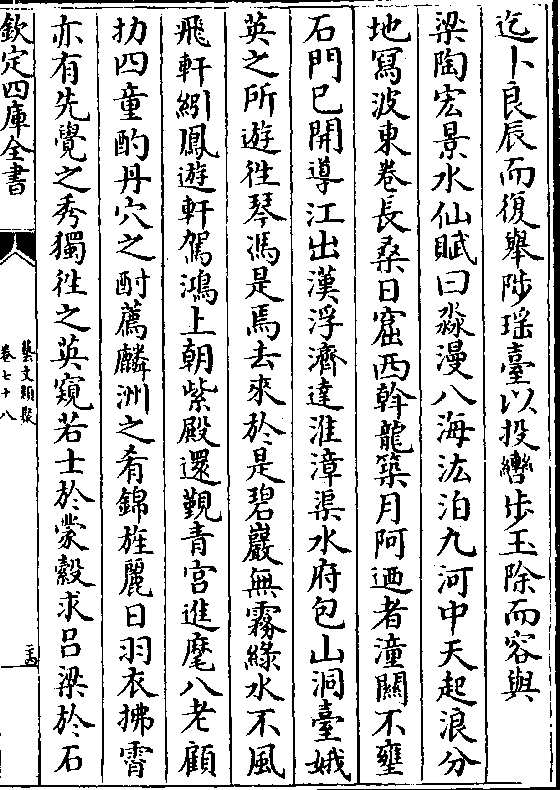 迄卜良辰而復舉陟瑶臺以投轡步玉除而容與
梁陶宏景水仙賦曰淼漫八海汯泊九河中天起浪分
地冩波東卷長桑日窟西斡龍築月阿迺者潼關不壅
石門已開導江出漢浮濟達淮漳渠水府包山洞臺娥
英之所遊徃琴馮是焉去來於是碧巖無霧綠水不風
飛軒紖鳳遊軒駕鴻上朝紫殿還覲青宫進麾八老顧
扐四童酌丹穴之酎薦麟洲之肴錦旌麗日羽衣拂霄
亦有先覺之秀獨徃之英窺若士於蒙穀求吕梁於石
欽定四庫全書
藝文類聚
卷七十八